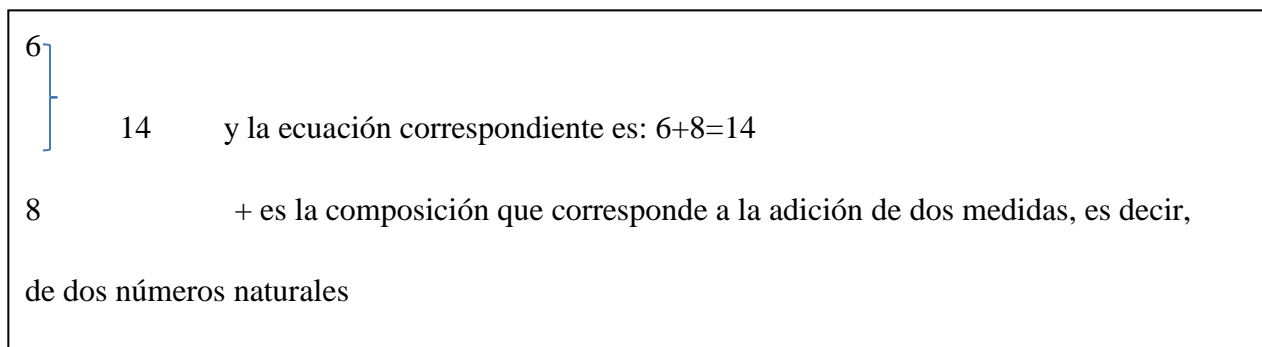 6
14 y la ecuación correspondiente es: 6+8=14
8 + es la composición que corresponde a la adición de dos medidas, es decir,
de dos números naturales